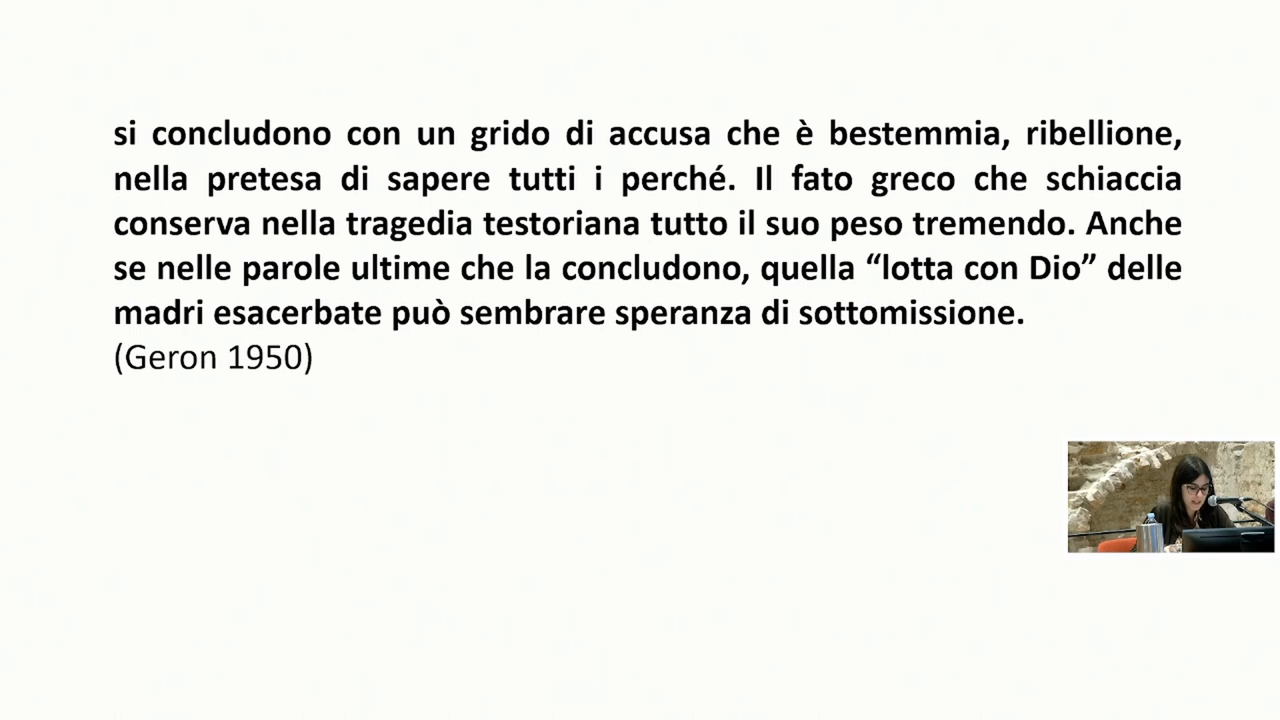 si concludono con un grido di accusa che è bestemmia, ribellione,
nella pretesa di sapere tutti i perché. Il fato greco che schiaccia
conserva nella tragedia testoriana tutto il suo peso tremendo. Anche
se nelle parole ultime che la concludono, quella “lotta con Dio” delle
madri esacerbate può sembrare speranza di sottomissione.
(Geron 1950)